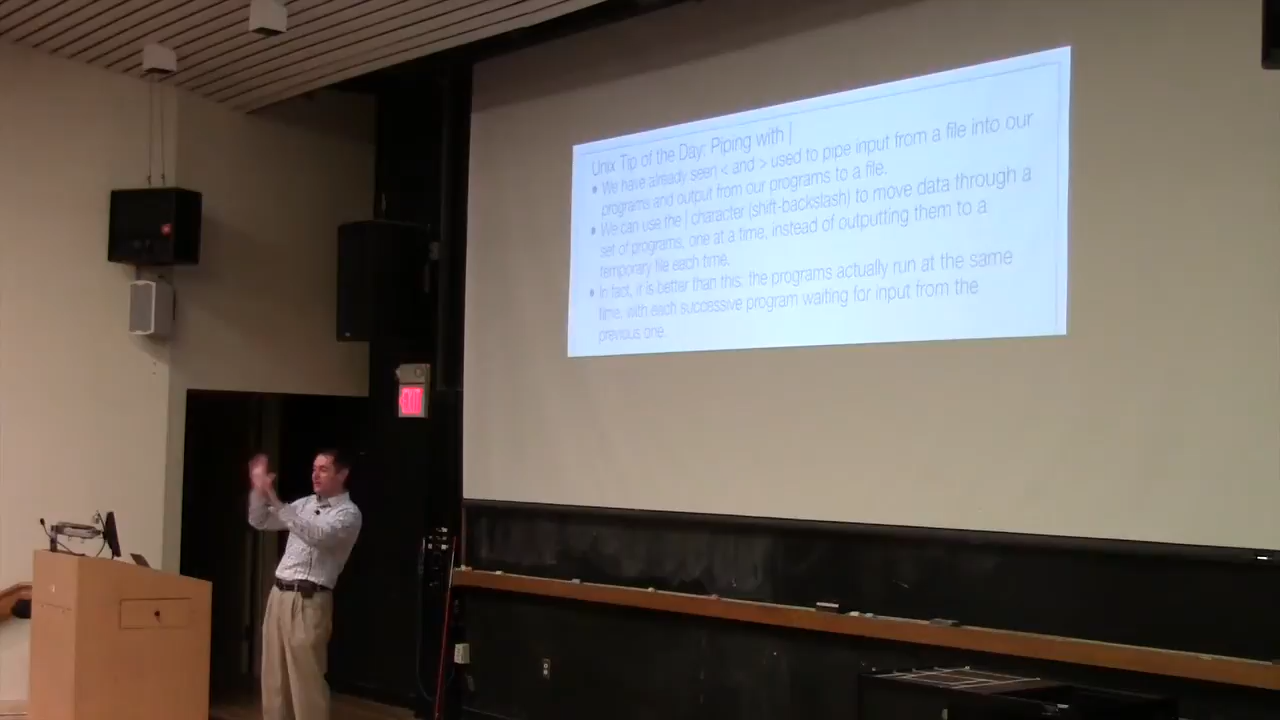 Unix Tip of the Day: Piping with |
• We have already seen < and > used to pipe input from a file into our
programs and output from our programs to a file.
• We can use the | character (shift-backslash) to move data through a
set of programs, one at a time, instead of outputting them to a
temporary file each time.
• In fact, it is better than this: the programs actually run at the same
time, with each successive program waiting for input from the
previous one.
EXIT